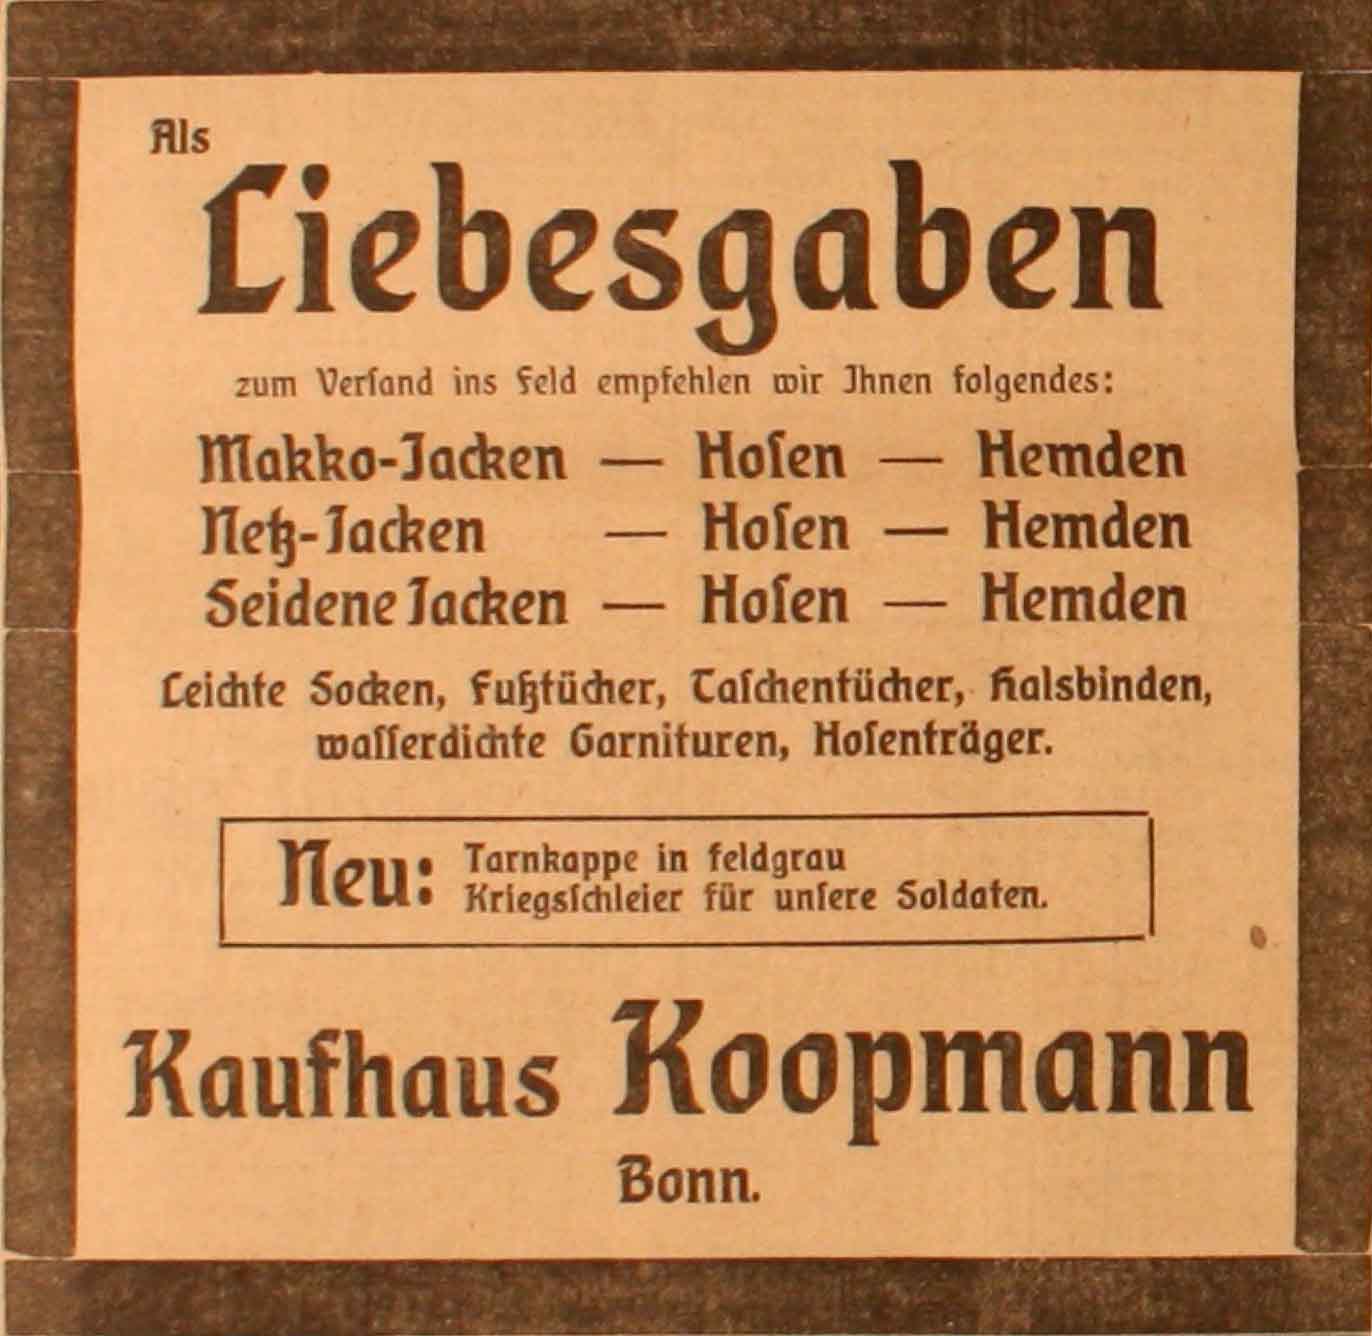 Als
Liebesgaben
zum Verſand ins Feld empfehlen wir Ihnen folgendes:
Makko-Jacken — Hoſen — Hemden
Netz-Jacken — Hoſen — Hemden
Seidene Jacken — Hoſen — Hemden
Leichte Socken, Fußtücher, Taſchentücher, Halsbinden,
waſſerdichte Garnituren, Hoſenträger.
Neu: Tarnkappe in feldgrau
Kriegsſchleier für unſere Soldaten.
Kaufhaus Koopmann
Bonn.